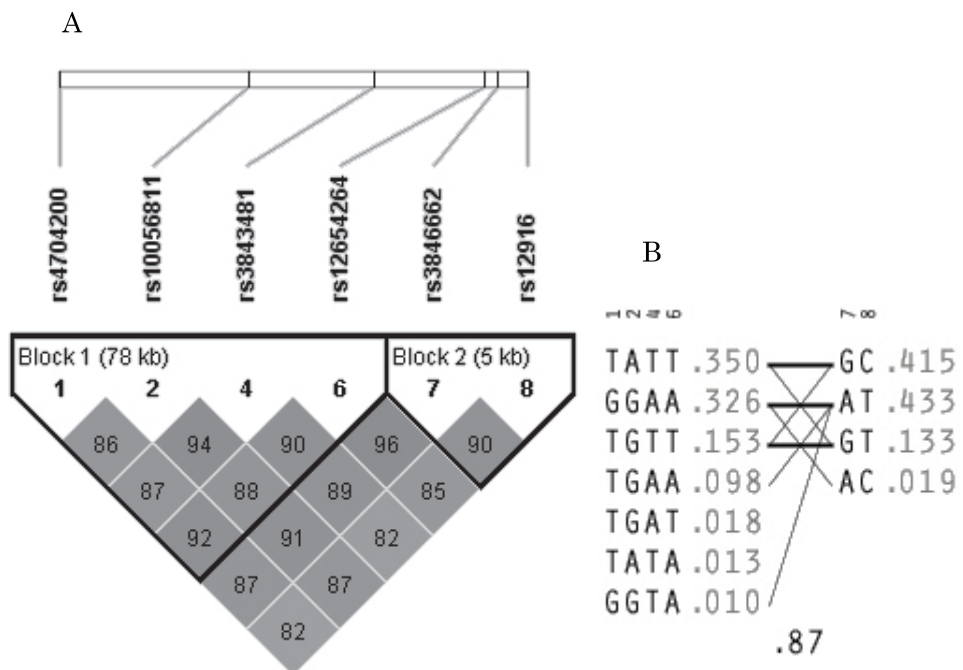 A
rs4704200
rs10056811
rs3843481
rs12654264
rs3846662
rs12916
Block 1 (78 kb)
Block 2 (5 kb)
1 2 4 6 7 8
86 94 90 96 90
87 88 89 85
92 91 82
87 87
82
B
1 2 4 6
7 8
TATT .350 GC .415
GGAA .326 AT .433
TGTT .153 GT .133
TGAA .098 AC .019
TGAT .018
TATA .013
GGTA .010
.87